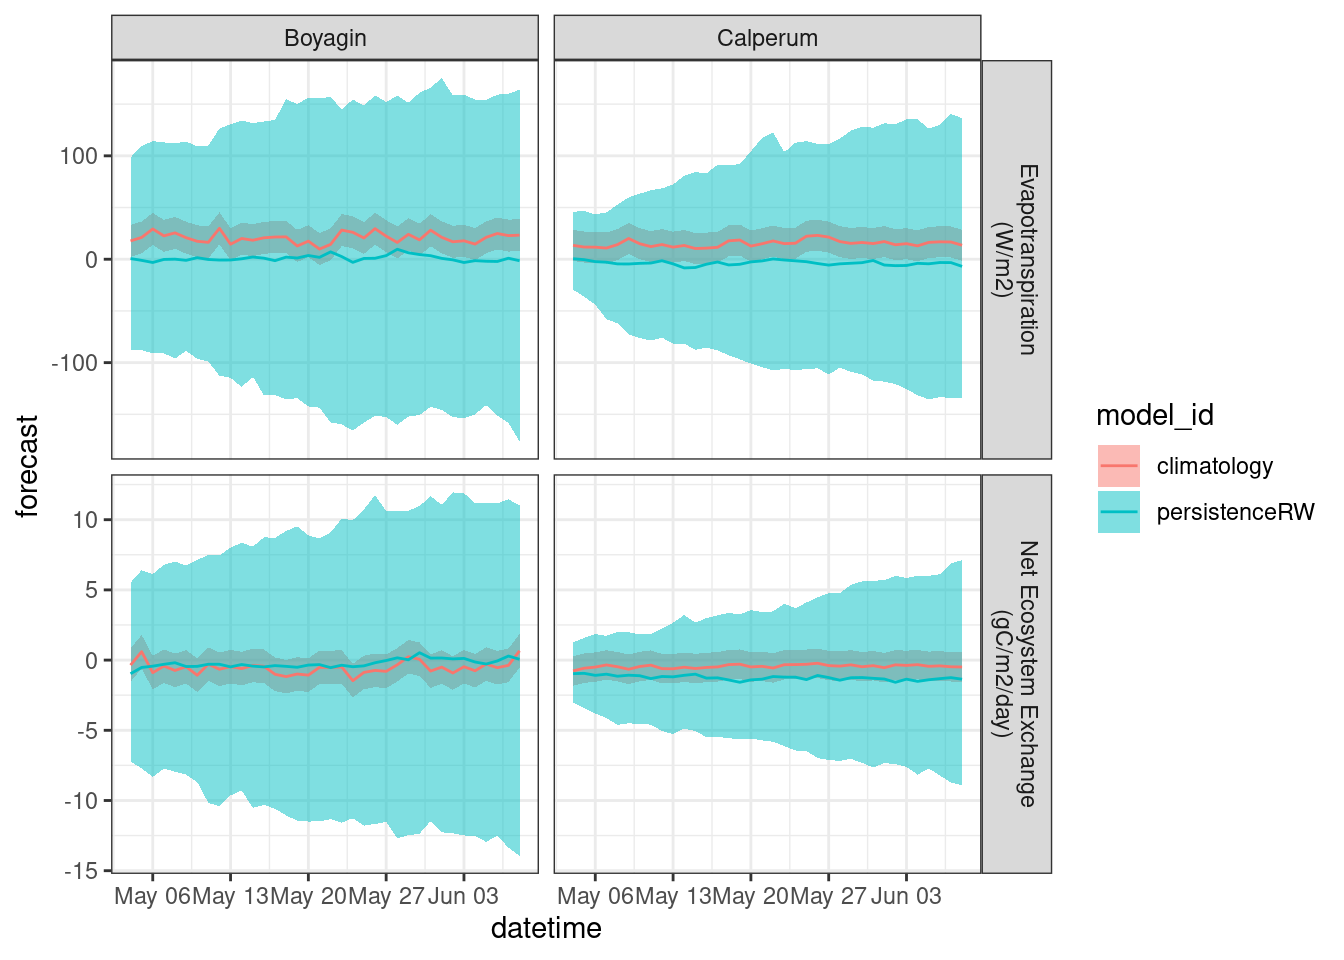 Boyagin
Calperum
100
0
-100
Evapotranspiration
(W/m2)
10
5
0
-5
-10
-15
Net Ecosystem Exchange
(gC/m2/day)
forecast
May 06 May 13 May 20 May 27 Jun 03
May 06 May 13 May 20 May 27 Jun 03
datetime
model_id
climatology
persistenceRW